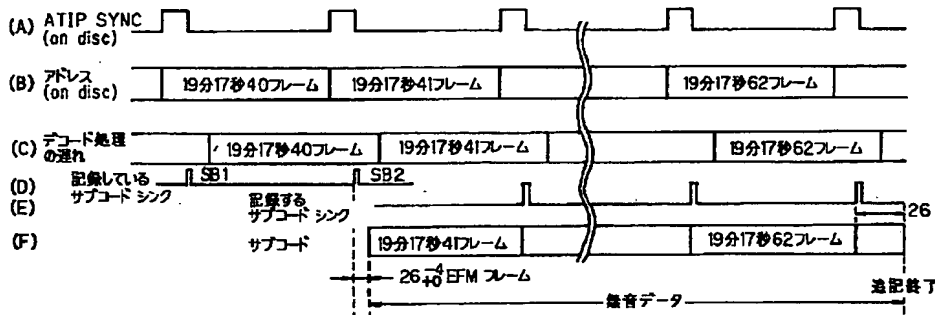 (A) ATIP SYNC
(on disc)
(B) アドレス
(on disc)
19分17秒40フレーム 19分17秒41フレーム 19分17秒62フレーム
(C) デコード処理
の遅れ
19分17秒40フレーム 19分17秒41フレーム 19分17秒62フレーム
(D) 記録している
サブコード シンク
SB1 SB2
(E) 記録する
サブコード シンク
26
(F) サブコード 19分17秒41フレーム 19分17秒62フレーム
26 -4 +0 EFM フレーム
録音データ
追記終了